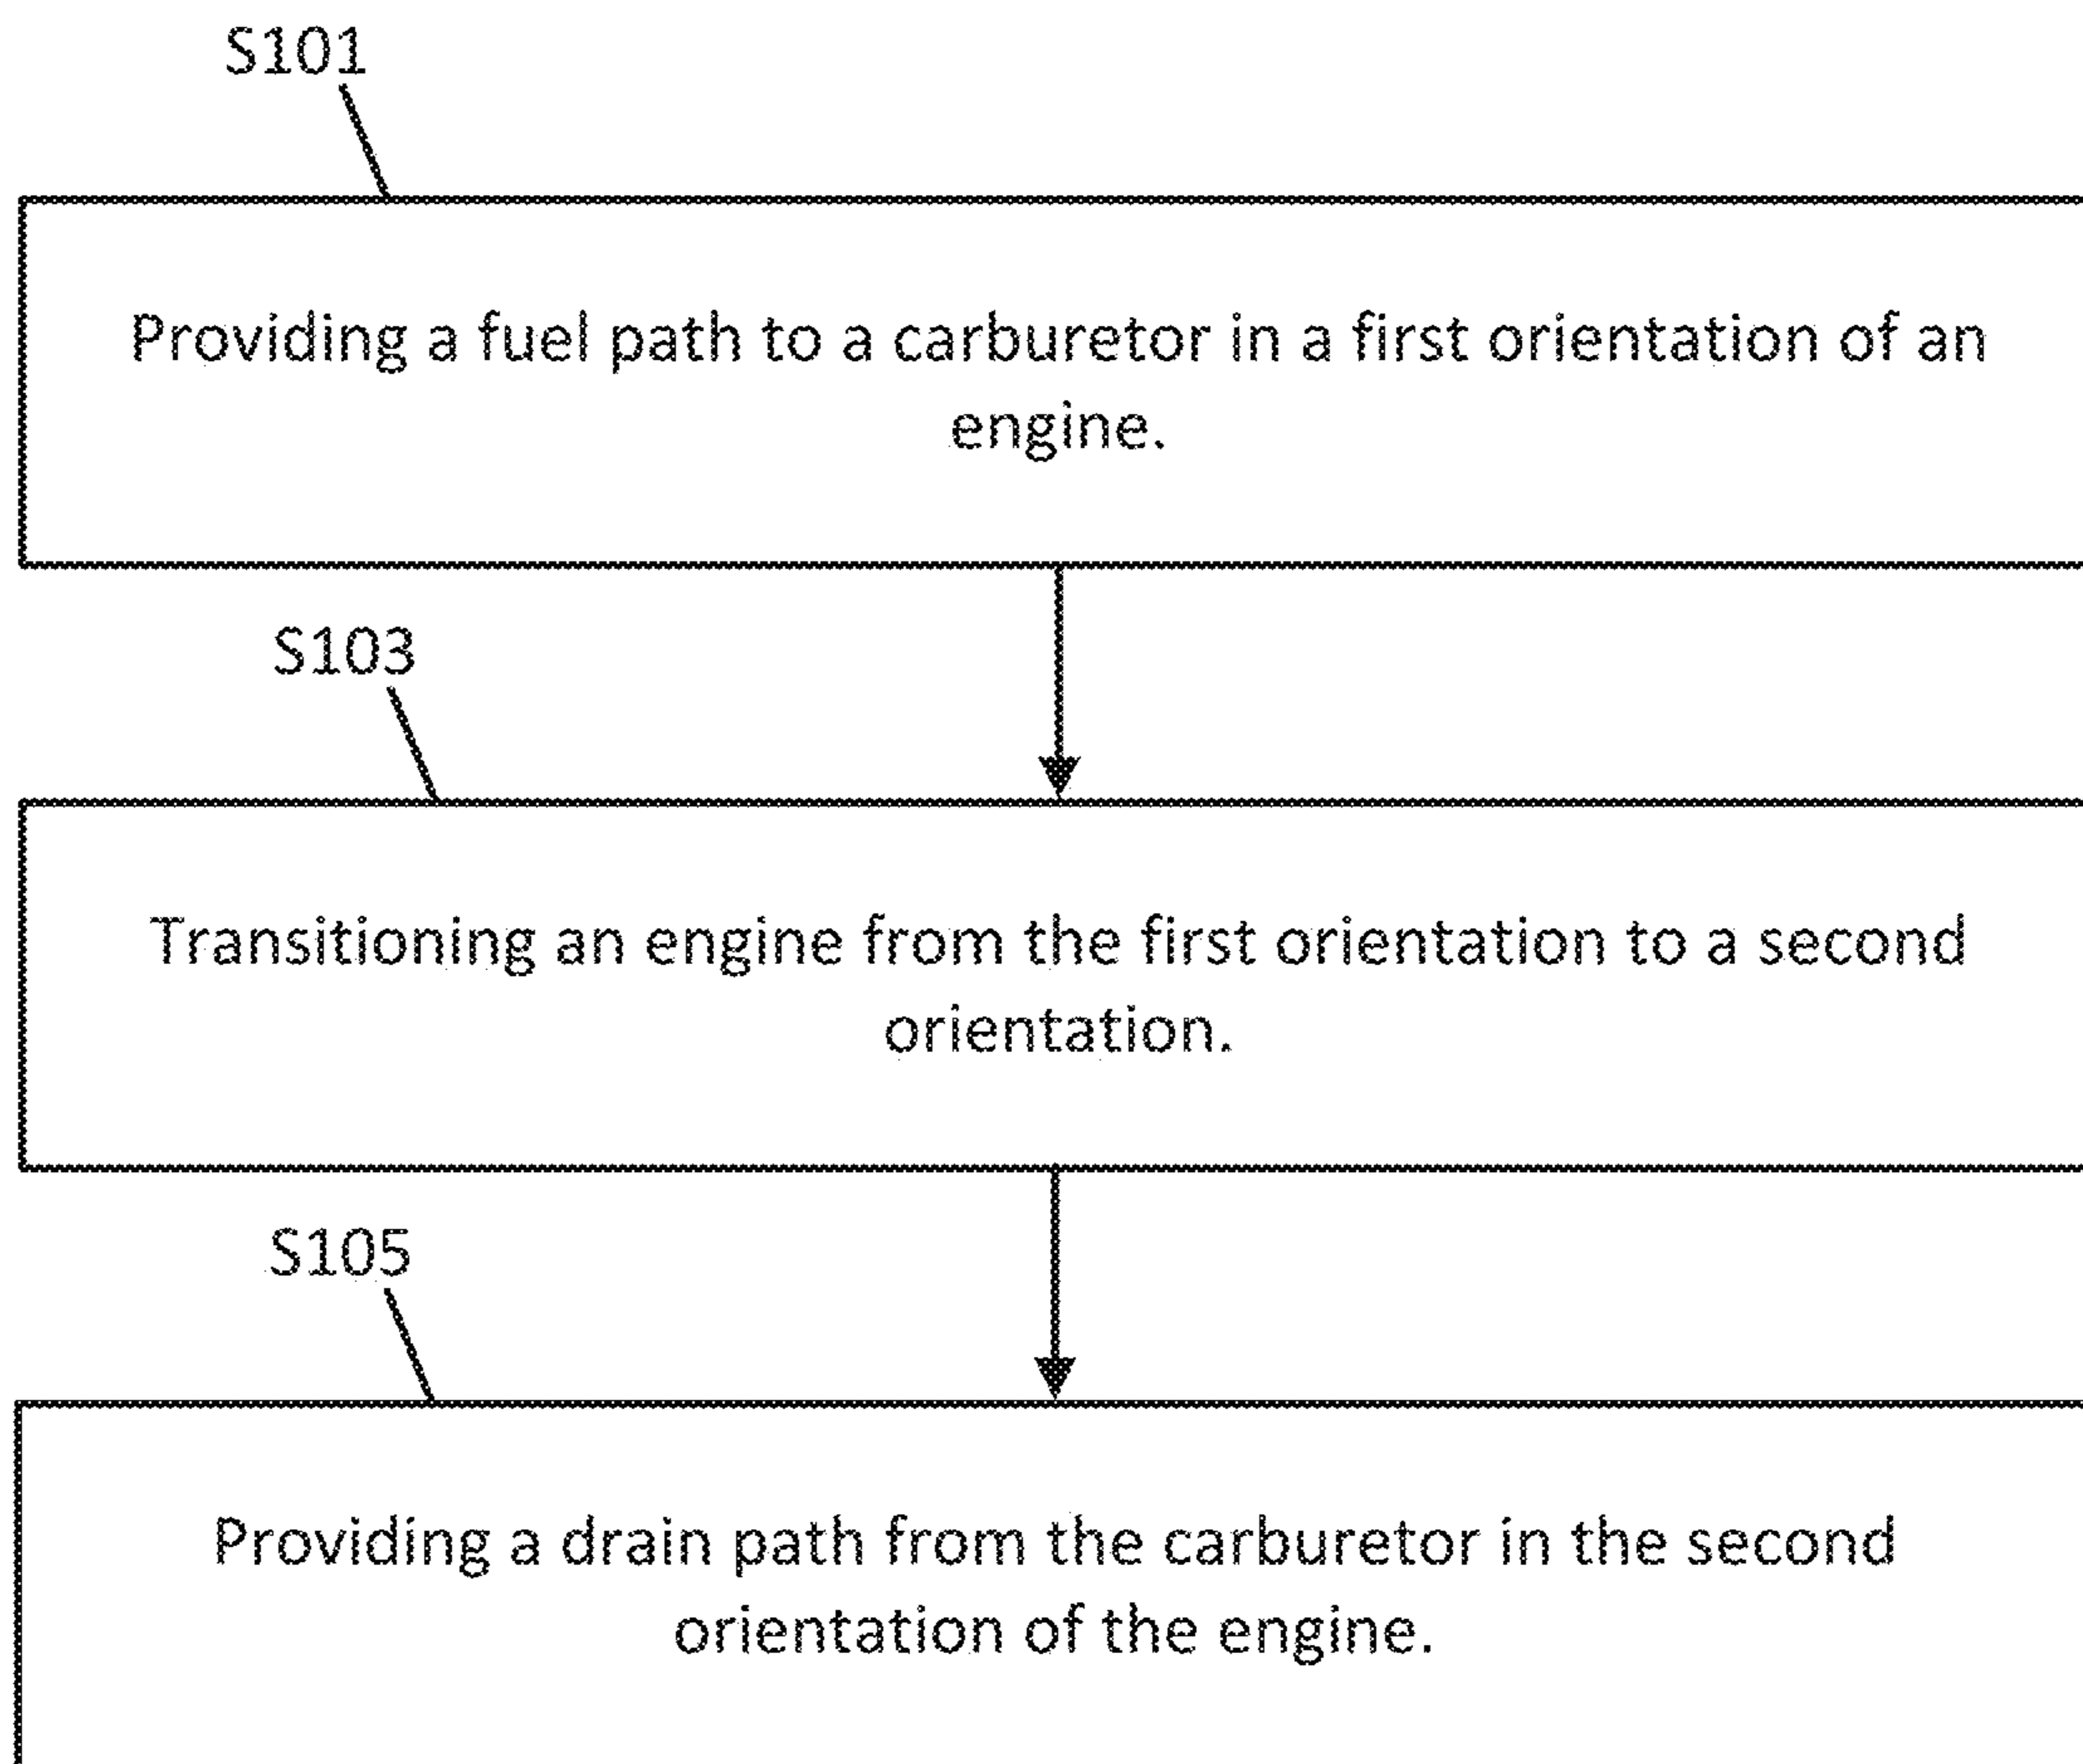 S101
Providing a fuel path to a carburetor in a first orientation of an
engine.
S103
Transitioning an engine from the first orientation to a second
orientation.
S105
Providing a drain path from the carburetor in the second
orientation of the engine.